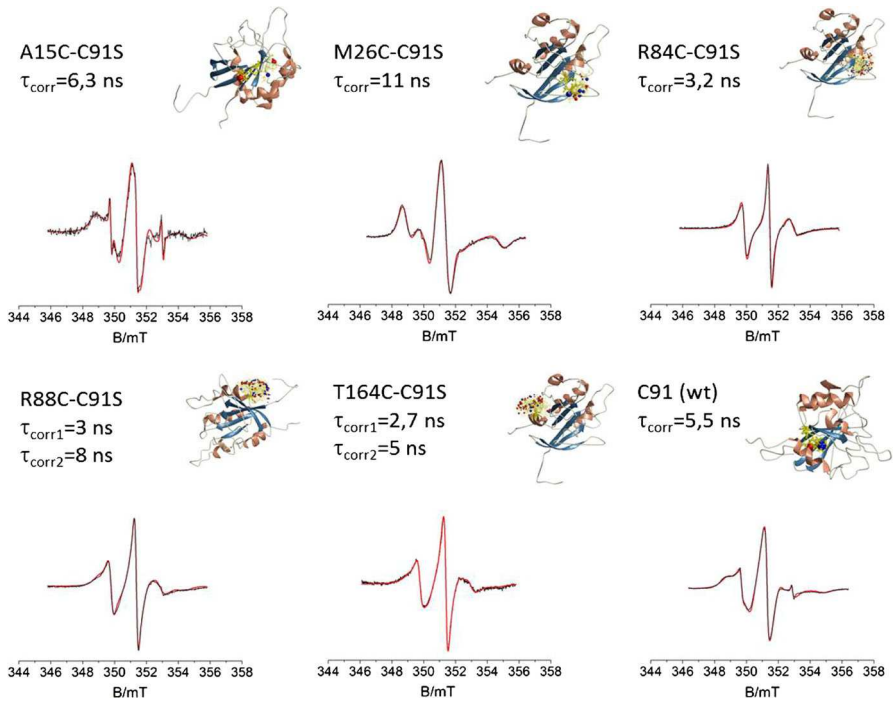 A15C-C91S
τcorr=6,3 ns
M26C-C91S
τcorr=11 ns
R84C-C91S
τcorr=3,2 ns
344 346 348 350 352 354 356 358
B/mT
344 346 348 350 352 354 356 358
B/mT
344 346 348 350 352 354 356 358
B/mT
R88C-C91S
τcorr1=3 ns
τcorr2=8 ns
T164C-C91S
τcorr1=2,7 ns
τcorr2=5 ns
C91 (wt)
τcorr=5,5 ns
344 346 348 350 352 354 356 358
B/mT
344 346 348 350 352 354 356 358
B/mT
344 346 348 350 352 354 356 358
B/mT